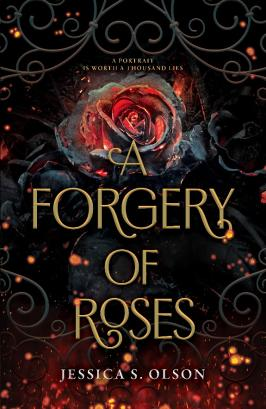 A PORTRAIT
IS WORTH A THOUSAND LIES
A
FORGERY
OF
ROSES
JESSICA S. OLSON